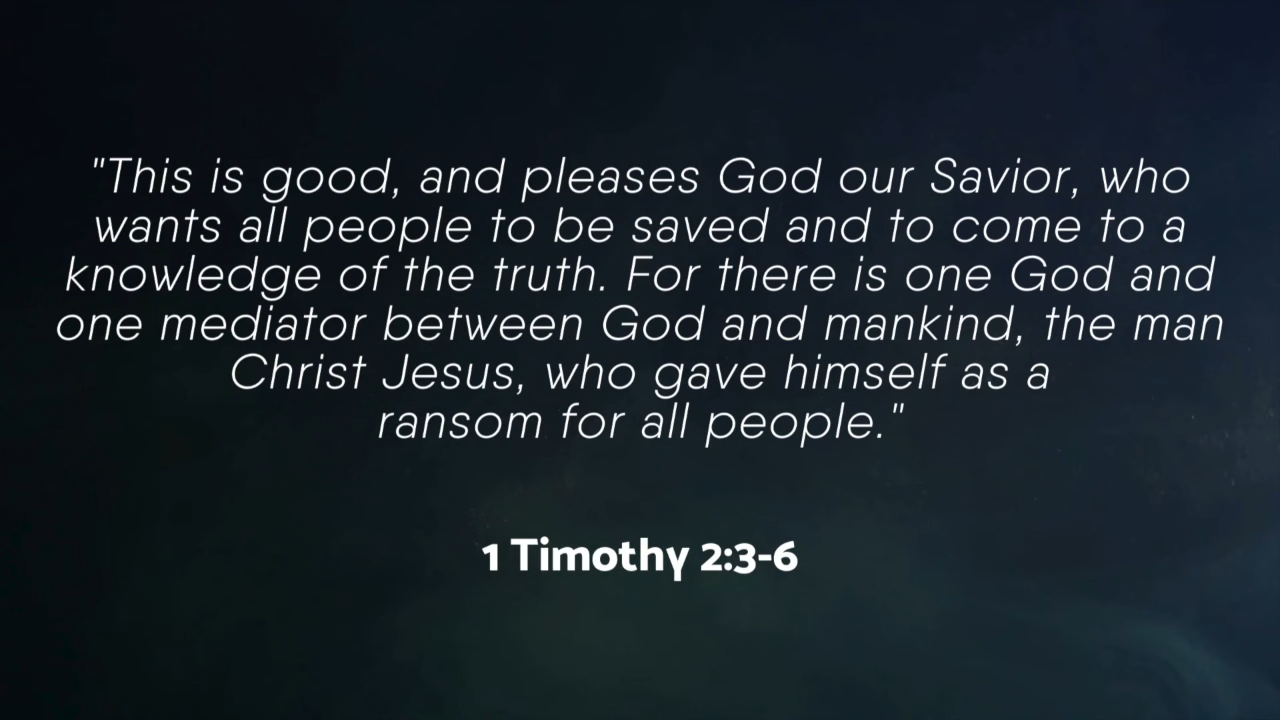 "This is good, and pleases God our Savior, who
wants all people to be saved and to come to a
knowledge of the truth. For there is one God and
one mediator between God and mankind, the man
Christ Jesus, who gave himself as a
ransom for all people."
1 Timothy 2:3-6